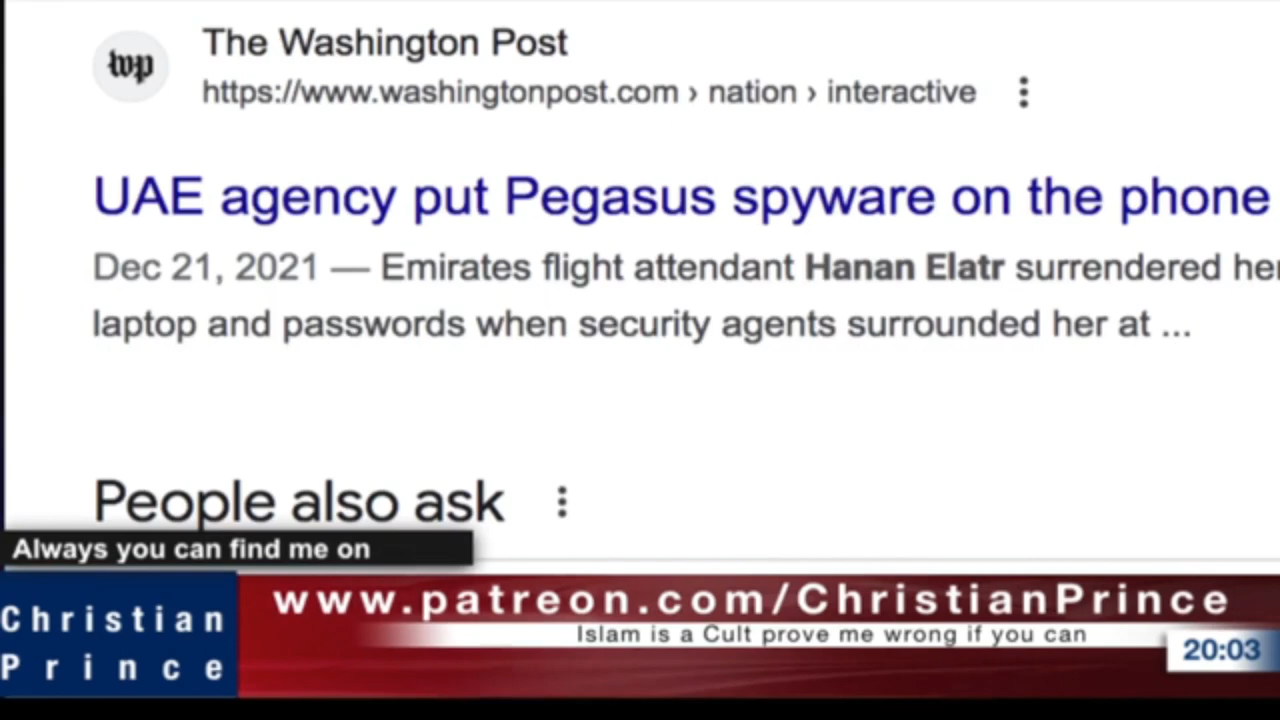 wp
The Washington Post
https://www.washingtonpost.com › nation › interactive
UAE agency put Pegasus spyware on the phone
Dec 21, 2021 — Emirates flight attendant Hanan Elatr surrendered her
laptop and passwords when security agents surrounded her at ...
People also ask
Always you can find me on
Christian
Prince
www.patreon.com/ChristianPrince
Islam is a Cult prove me wrong if you can
20:03